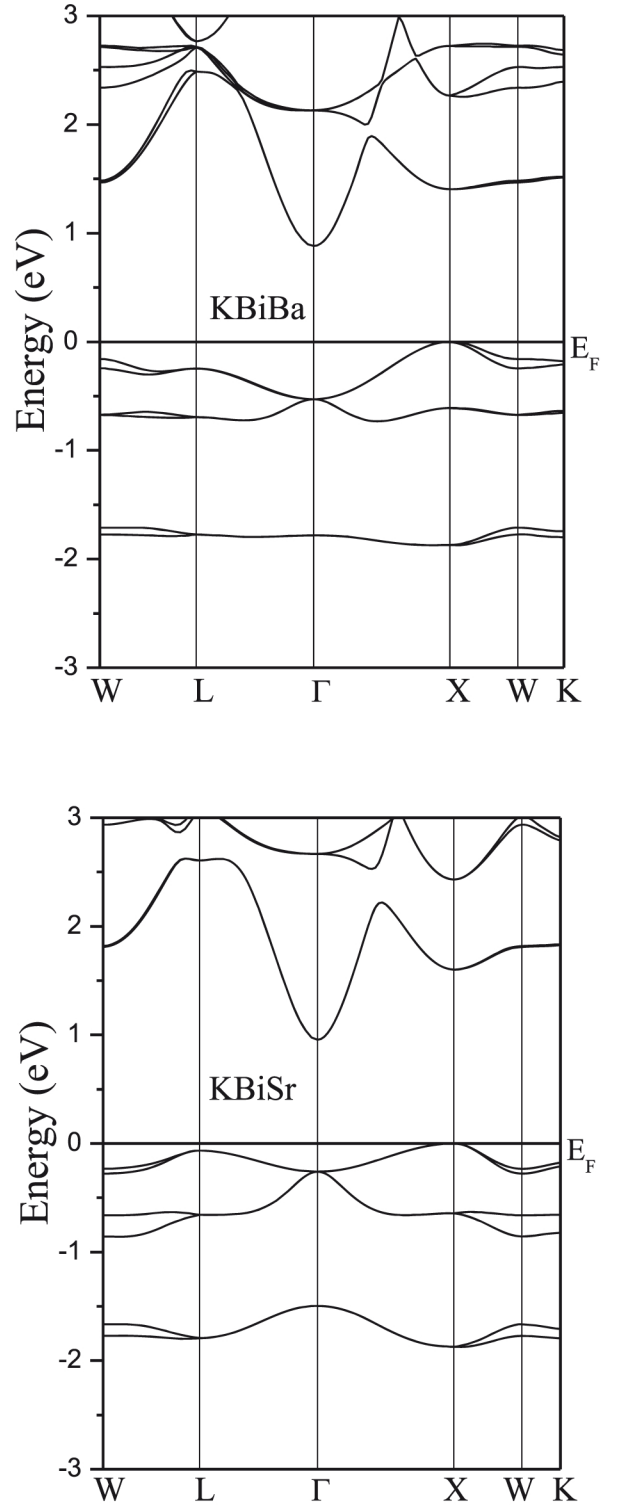 3
2
1
0
-1
-2
-3
Energy (eV)
KBiBa
E_F
W L Γ X W K
3
2
1
0
-1
-2
-3
Energy (eV)
KBiSr
E_F
W L Γ X W K